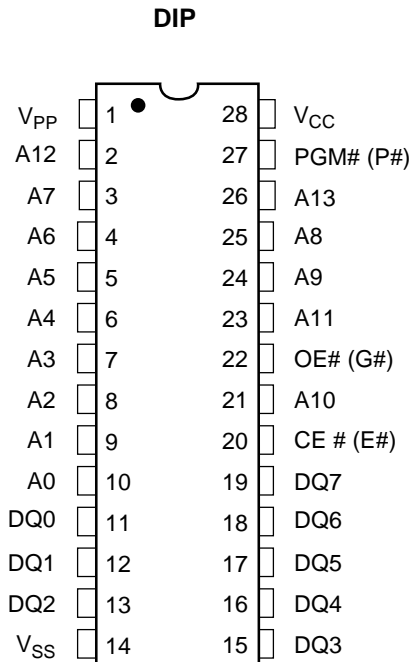 DIP
VPP 1 28 VCC
A12 2 27 PGM# (P#)
A7 3 26 A13
A6 4 25 A8
A5 5 24 A9
A4 6 23 A11
A3 7 22 OE# (G#)
A2 8 21 A10
A1 9 20 CE # (E#)
A0 10 19 DQ7
DQ0 11 18 DQ6
DQ1 12 17 DQ5
DQ2 13 16 DQ4
VSS 14 15 DQ3